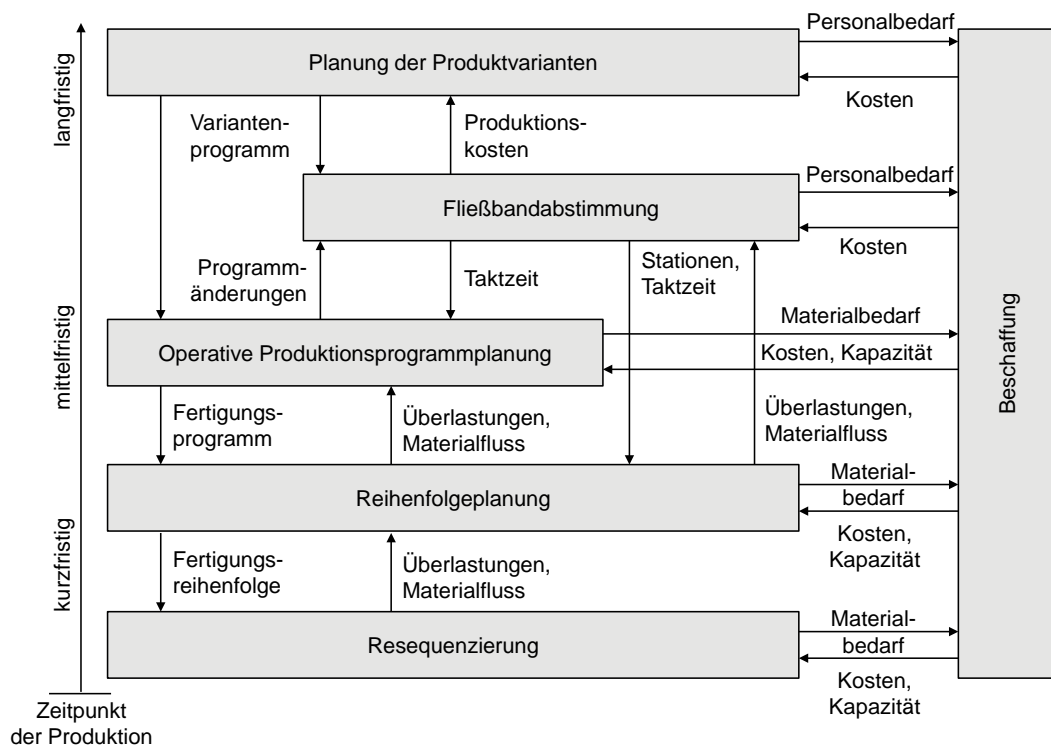 Personalbedarf
Planung der Produktvarianten
Kosten
langfristig
Varianten-
programm
Produktions-
kosten
Personalbedarf
Fließbandabstimmung
Kosten
Programm-
änderungen
Taktzeit
Stationen,
Taktzeit
Materialbedarf
Operative Produktionsprogrammplanung
Kosten, Kapazität
mittelfristig
Beschaffung
Fertigungs-
programm
Überlastungen,
Materialfluss
Überlastungen,
Materialfluss
Reihenfolgeplanung
Material-
bedarf
Kosten,
Kapazität
kurzfristig
Fertigungs-
reihenfolge
Überlastungen,
Materialfluss
Resequenzierung
Material-
bedarf
Kosten,
Kapazität
Zeitpunkt
der Produktion